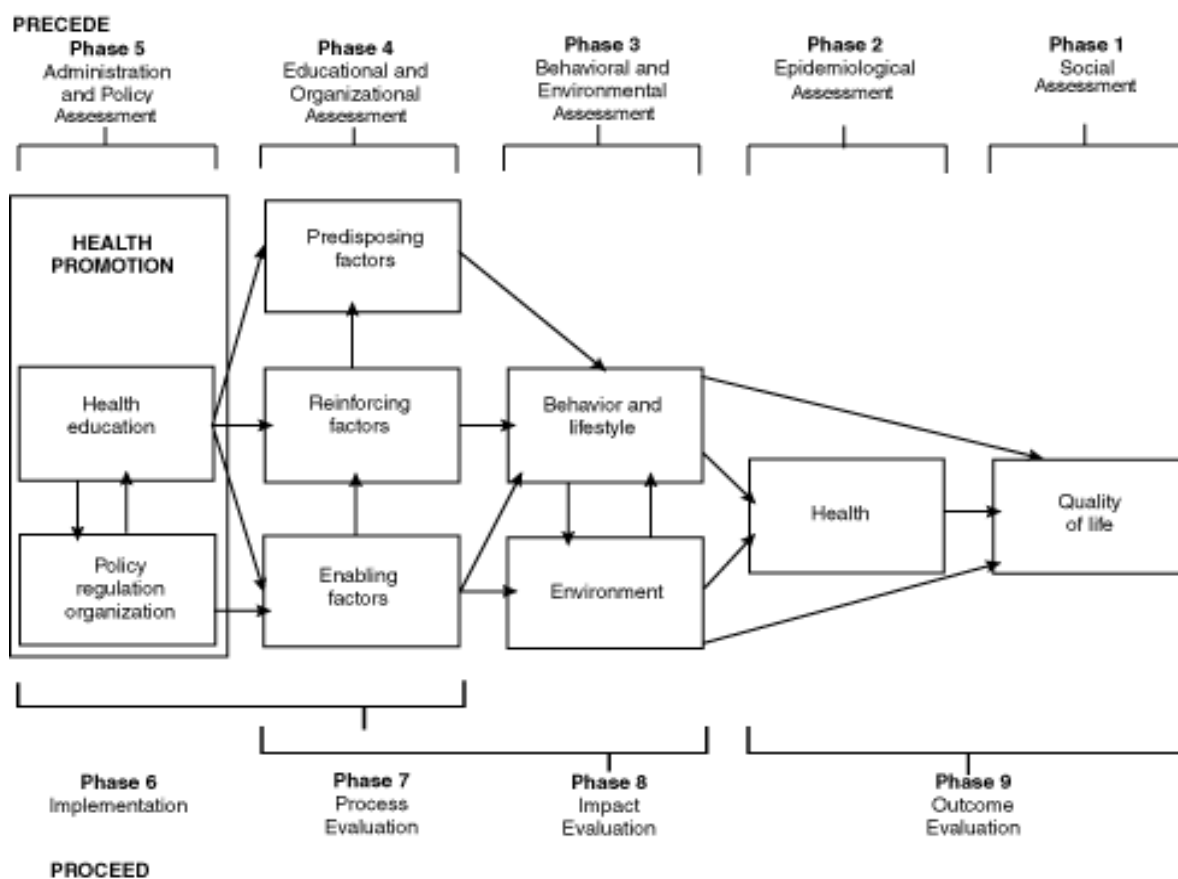 PRECEDE
Phase 5
Administration
and Policy
Assessment
Phase 4
Educational and
Organizational
Assessment
Phase 3
Behavioral and
Environmental
Assessment
Phase 2
Epidemiological
Assessment
Phase 1
Social
Assessment
HEALTH
PROMOTION
Predisposing
factors
Health
education
Reinforcing
factors
Behavior and
lifestyle
Health
Quality
of life
Policy
regulation
organization
Enabling
factors
Environment
Phase 6
Implementation
Phase 7
Process
Evaluation
Phase 8
Impact
Evaluation
Phase 9
Outcome
Evaluation
PROCEED